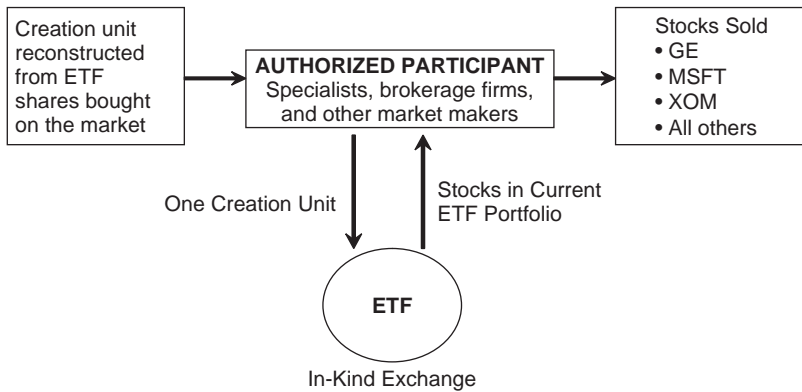 Creation unit
reconstructed
from ETF
shares bought
on the market
AUTHORIZED PARTICIPANT
Specialists, brokerage firms,
and other market makers
Stocks Sold
• GE
• MSFT
• XOM
• All others
One Creation Unit
Stocks in Current
ETF Portfolio
ETF
In-Kind Exchange